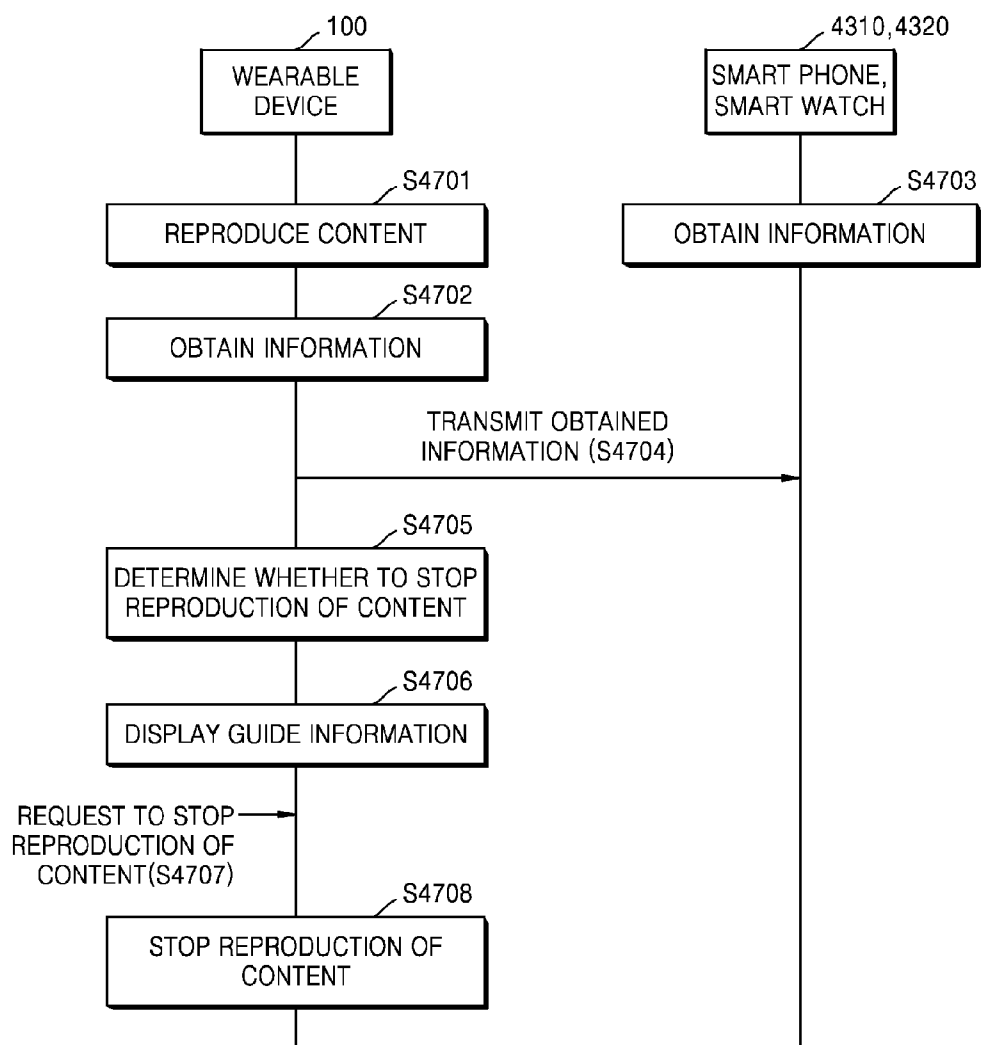 100
WEARABLE
DEVICE
4310,4320
SMART PHONE,
SMART WATCH
S4701
REPRODUCE CONTENT
S4703
OBTAIN INFORMATION
S4702
OBTAIN INFORMATION
TRANSMIT OBTAINED
INFORMATION (S4704)
S4705
DETERMINE WHETHER TO STOP
REPRODUCTION OF CONTENT
S4706
DISPLAY GUIDE INFORMATION
REQUEST TO STOP
REPRODUCTION OF
CONTENT(S4707)
S4708
STOP REPRODUCTION OF
CONTENT